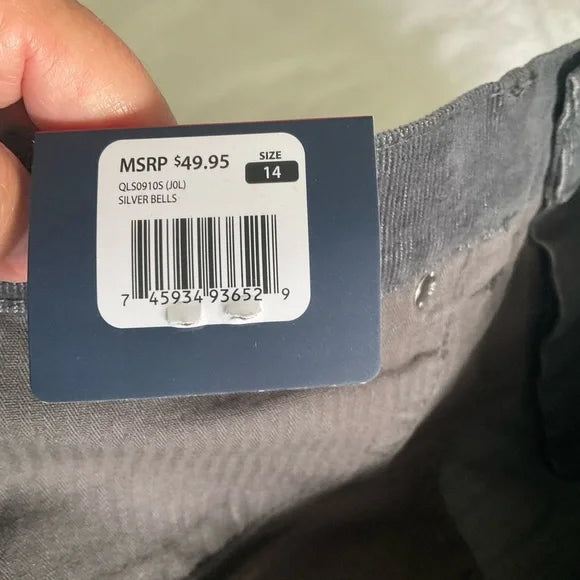 MSRP $49.95
SIZE
14
QLS0910S (J0L)
SILVER BELLS
7 45934 93652 9